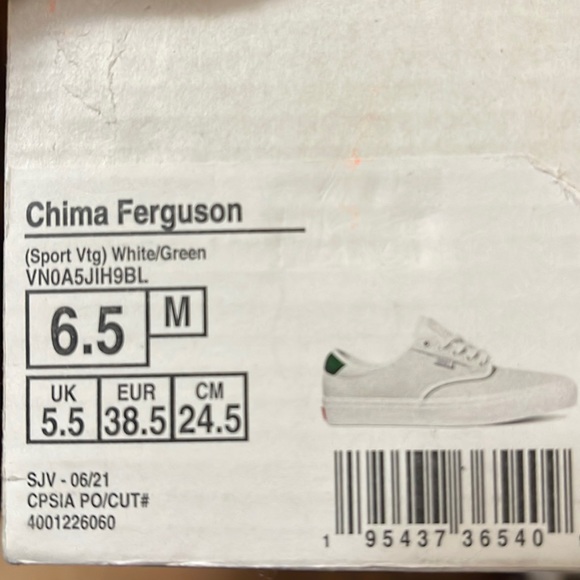 Chima Ferguson
(Sport Vtg) White/Green
VN0A5JIH9BL
6.5 M
UK EUR CM
5.5 38.5 24.5
SJV - 06/21
CPSIA PO/CUT#
4001226060
1 95437 36540